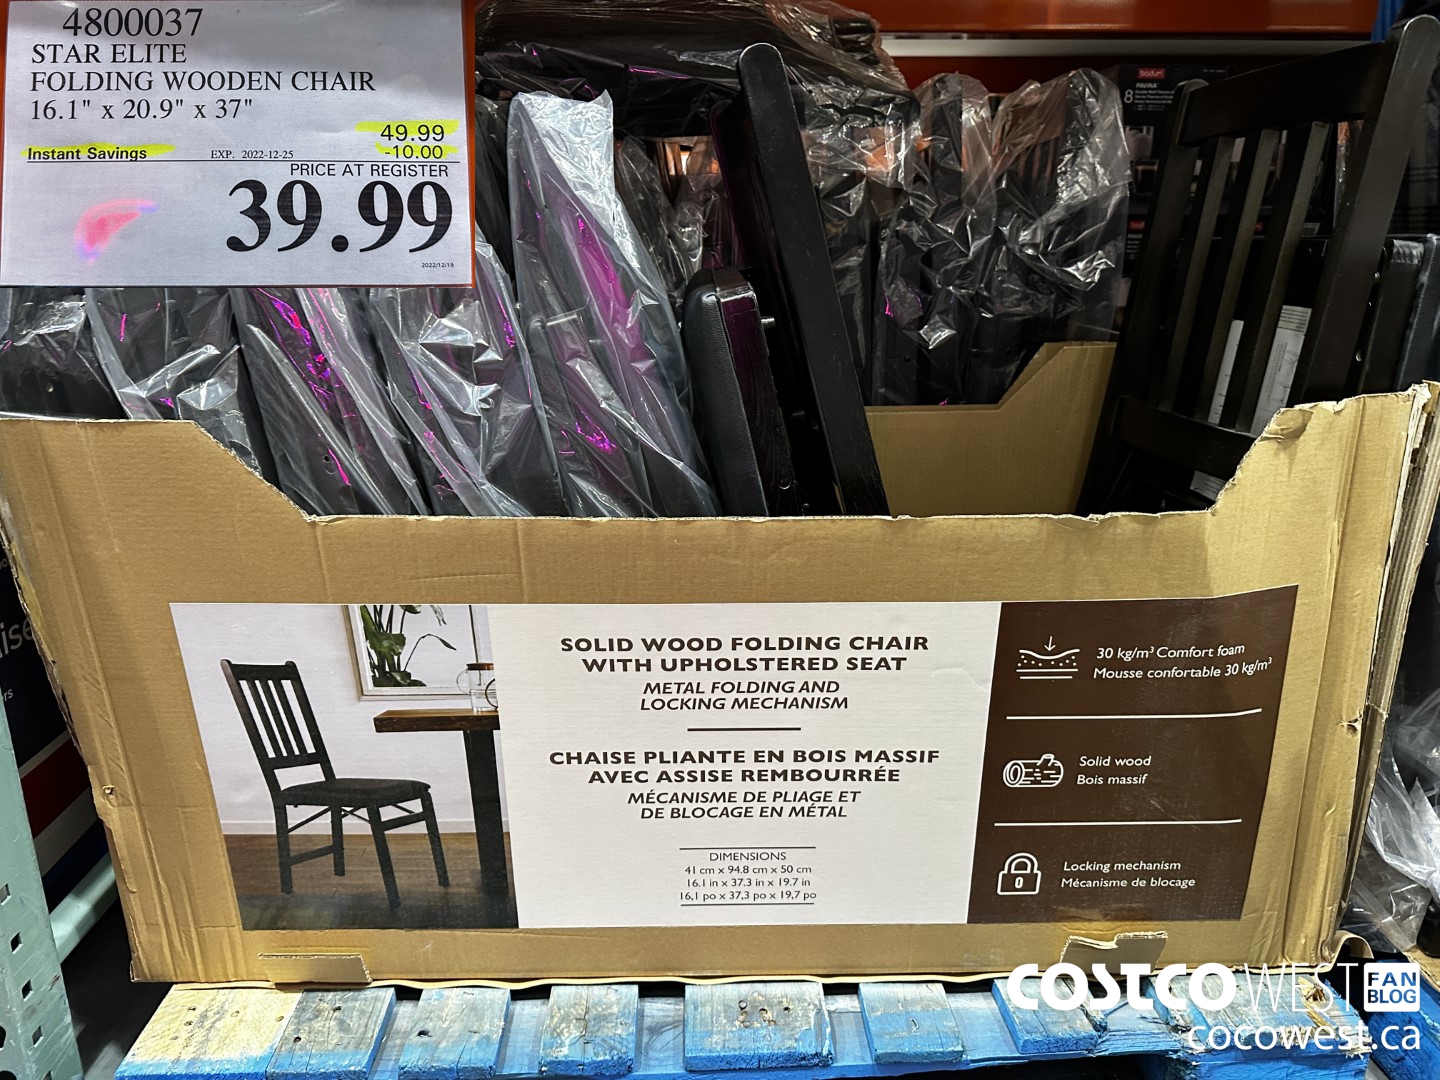 4800037
STAR ELITE
FOLDING WOODEN CHAIR
16.1" x 20.9" x 37"
49.99
Instant Savings EXP. 2022-12-25 -10.00
PRICE AT REGISTER
39.99
2022/12/19
bodum
8 PAVINA
SOLID WOOD FOLDING CHAIR
WITH UPHOLSTERED SEAT
METAL FOLDING AND
LOCKING MECHANISM
CHAISE PLIANTE EN BOIS MASSIF
AVEC ASSISE REMBOURRÉE
MÉCANISME DE PLIAGE ET
DE BLOCAGE EN MÉTAL
DIMENSIONS
41 cm x 94.8 cm x 50 cm
16.1 in x 37.3 in x 19.7 in
16,1 po x 37,3 po x 19,7 po
30 kg/m³ Comfort foam
Mousse confortable 30 kg/m³
Solid wood
Bois massif
Locking mechanism
Mécanisme de blocage
COSTCO WEST FAN BLOG
cocowest.ca